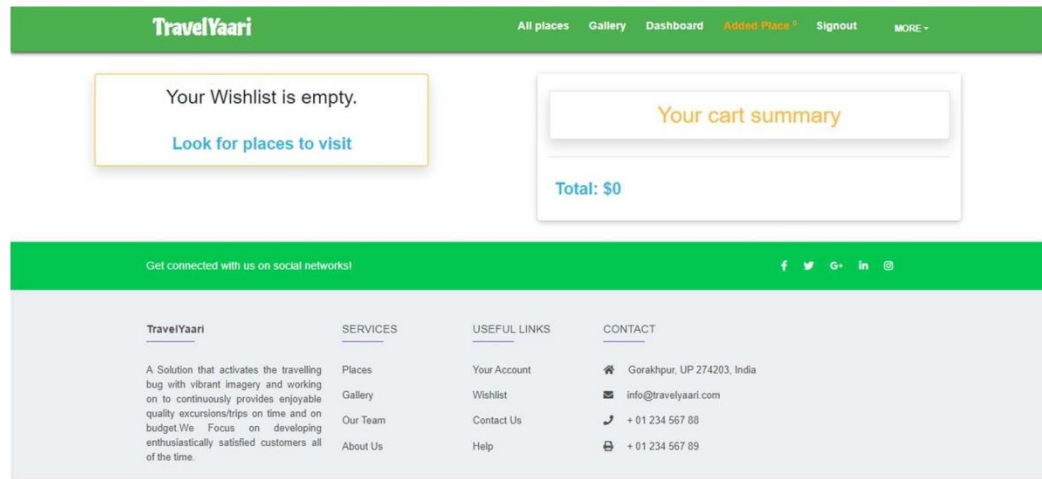 TravelYaari
All places Gallery Dashboard Added Place 0 Signout MORE
Your Wishlist is empty.
Look for places to visit
Your cart summary
Total: $0
Get connected with us on social networks!
TravelYaari
A Solution that activates the travelling
bug with vibrant imagery and working
on to continuously provides enjoyable
quality excursions/trips on time and on
budget.We Focus on developing
enthusiastically satisfied customers all
of the time.
SERVICES
Places
Gallery
Our Team
About Us
USEFUL LINKS
Your Account
Wishlist
Contact Us
Help
CONTACT
Gorakhpur, UP 274203, India
info@travelyaari.com
+ 01 234 567 88
+ 01 234 567 89